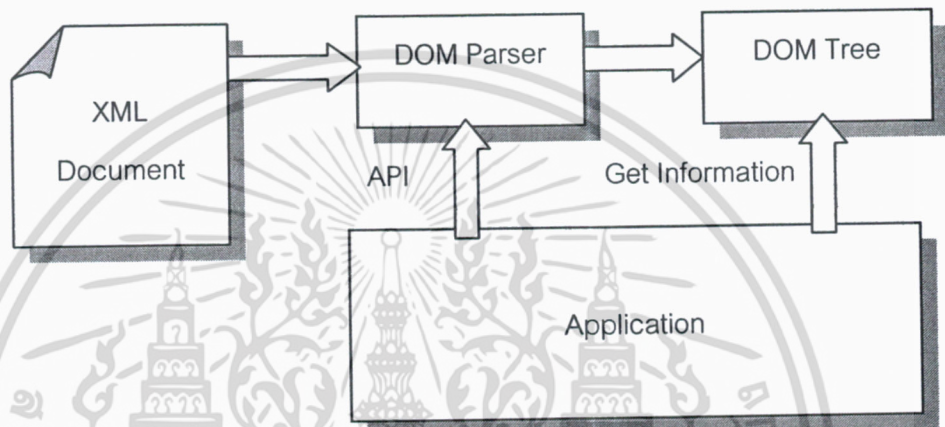 XML
Document
DOM Parser
DOM Tree
API
Get Information
Application